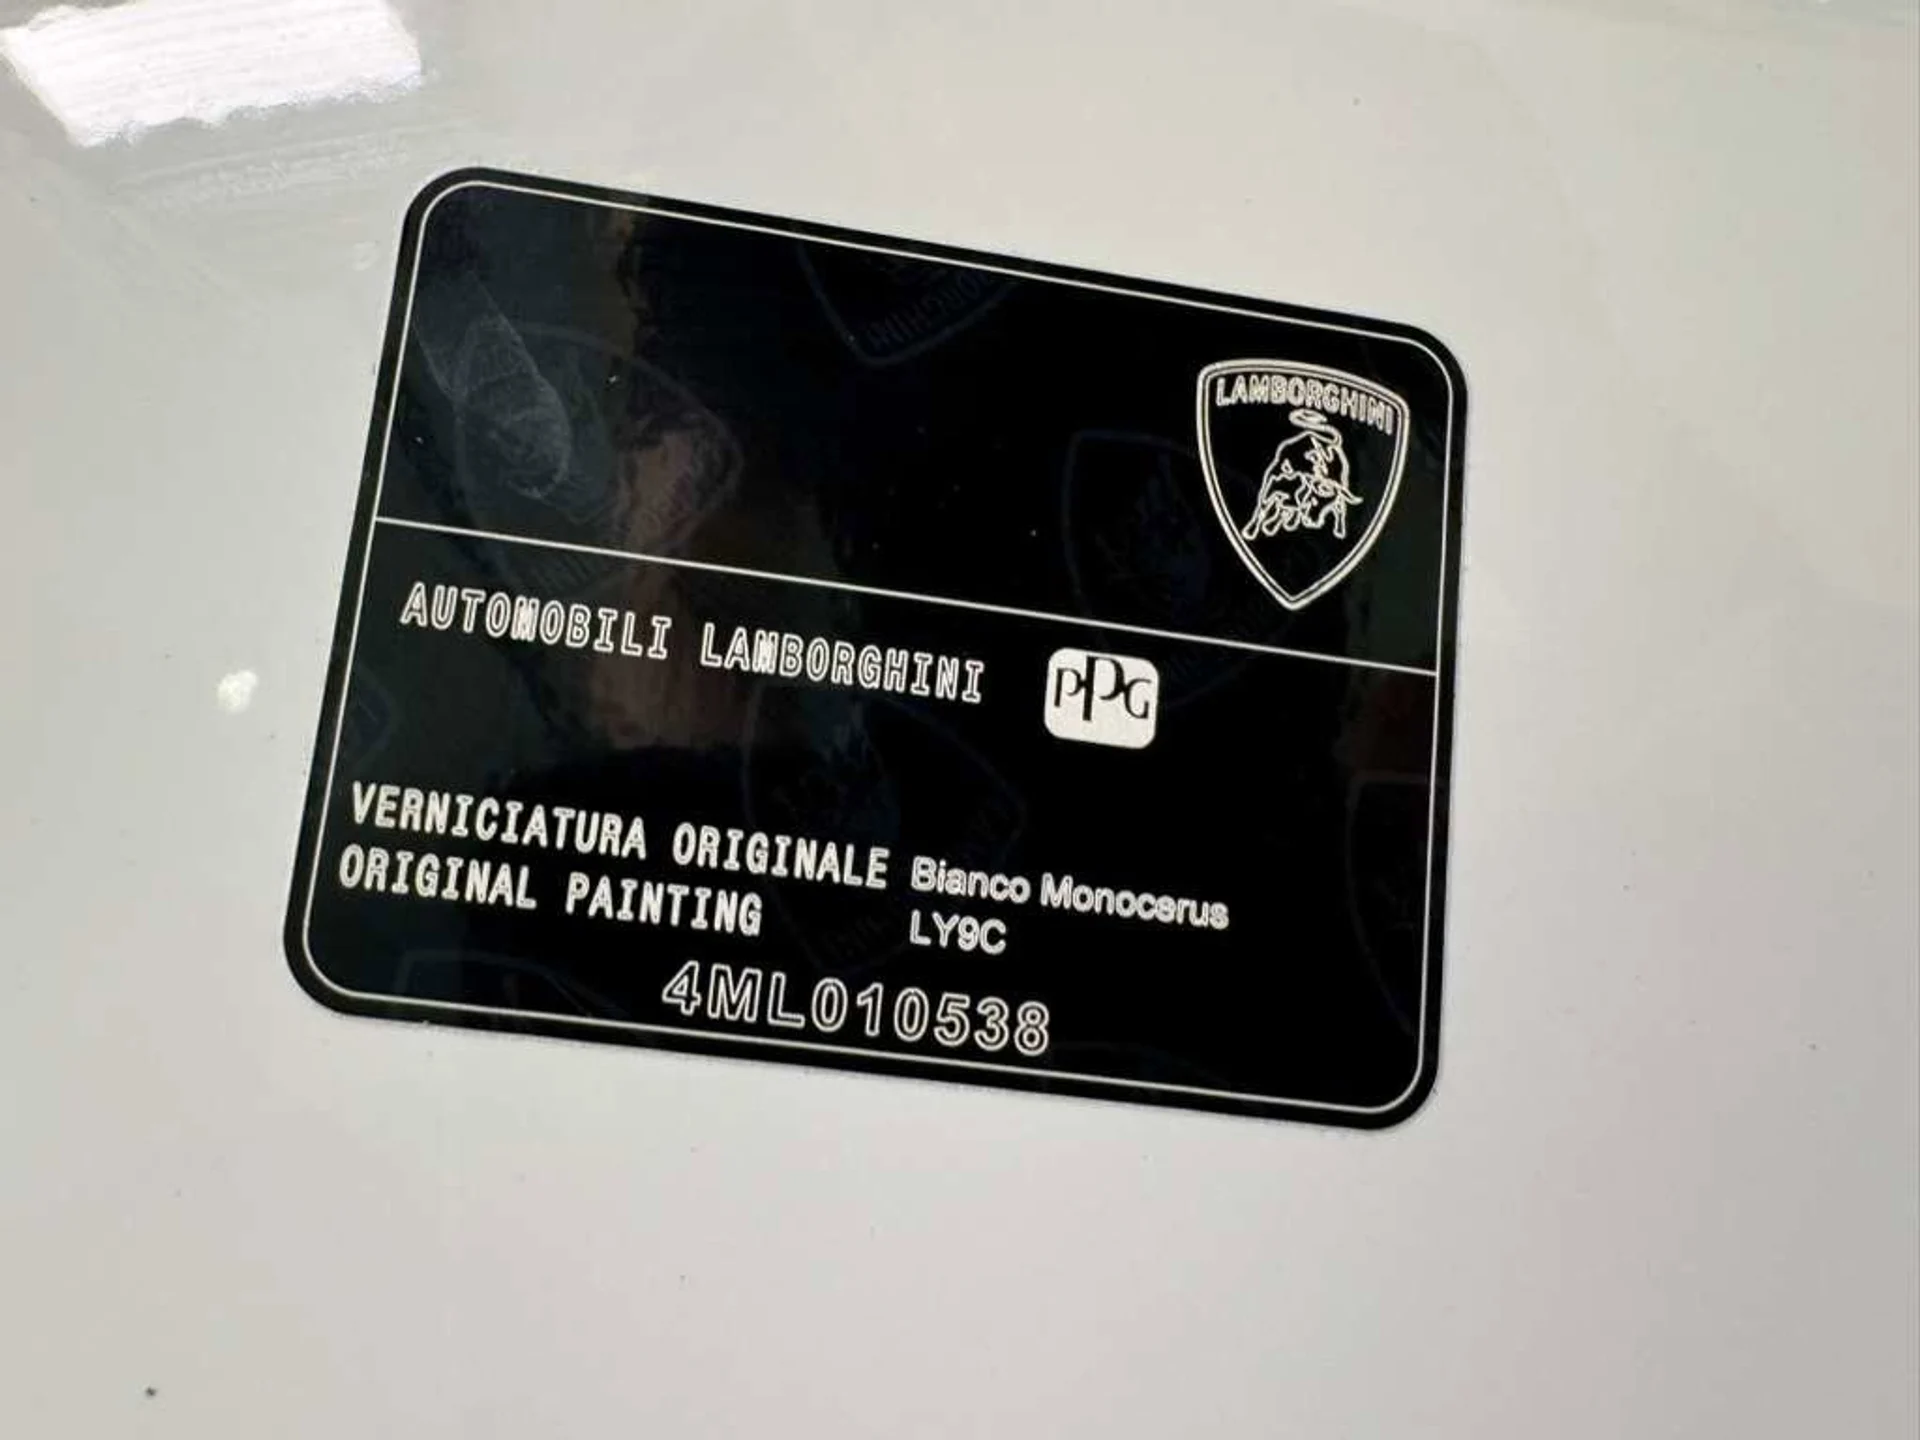 LAMBORGHINI
AUTOMOBILI LAMBORGHINI PPG
VERNICIATURA ORIGINALE Bianco Monocerus
ORIGINAL PAINTING LY9C
4ML010538